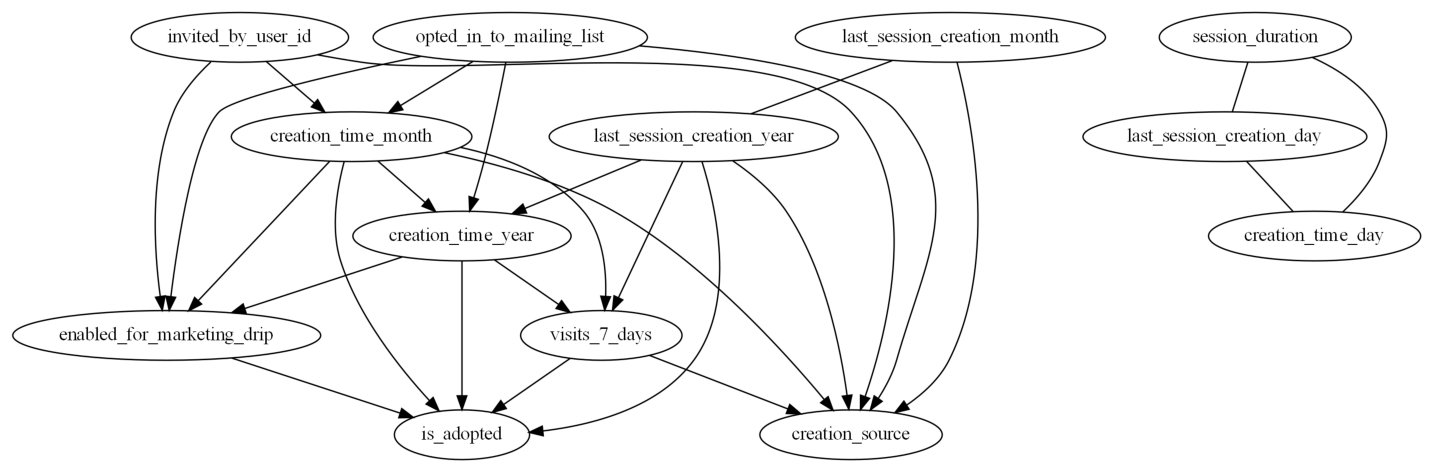 invited_by_user_id
opted_in_to_mailing_list
last_session_creation_month
session_duration
creation_time_month
last_session_creation_year
last_session_creation_day
creation_time_year
creation_time_day
enabled_for_marketing_drip
visits_7_days
is_adopted
creation_source